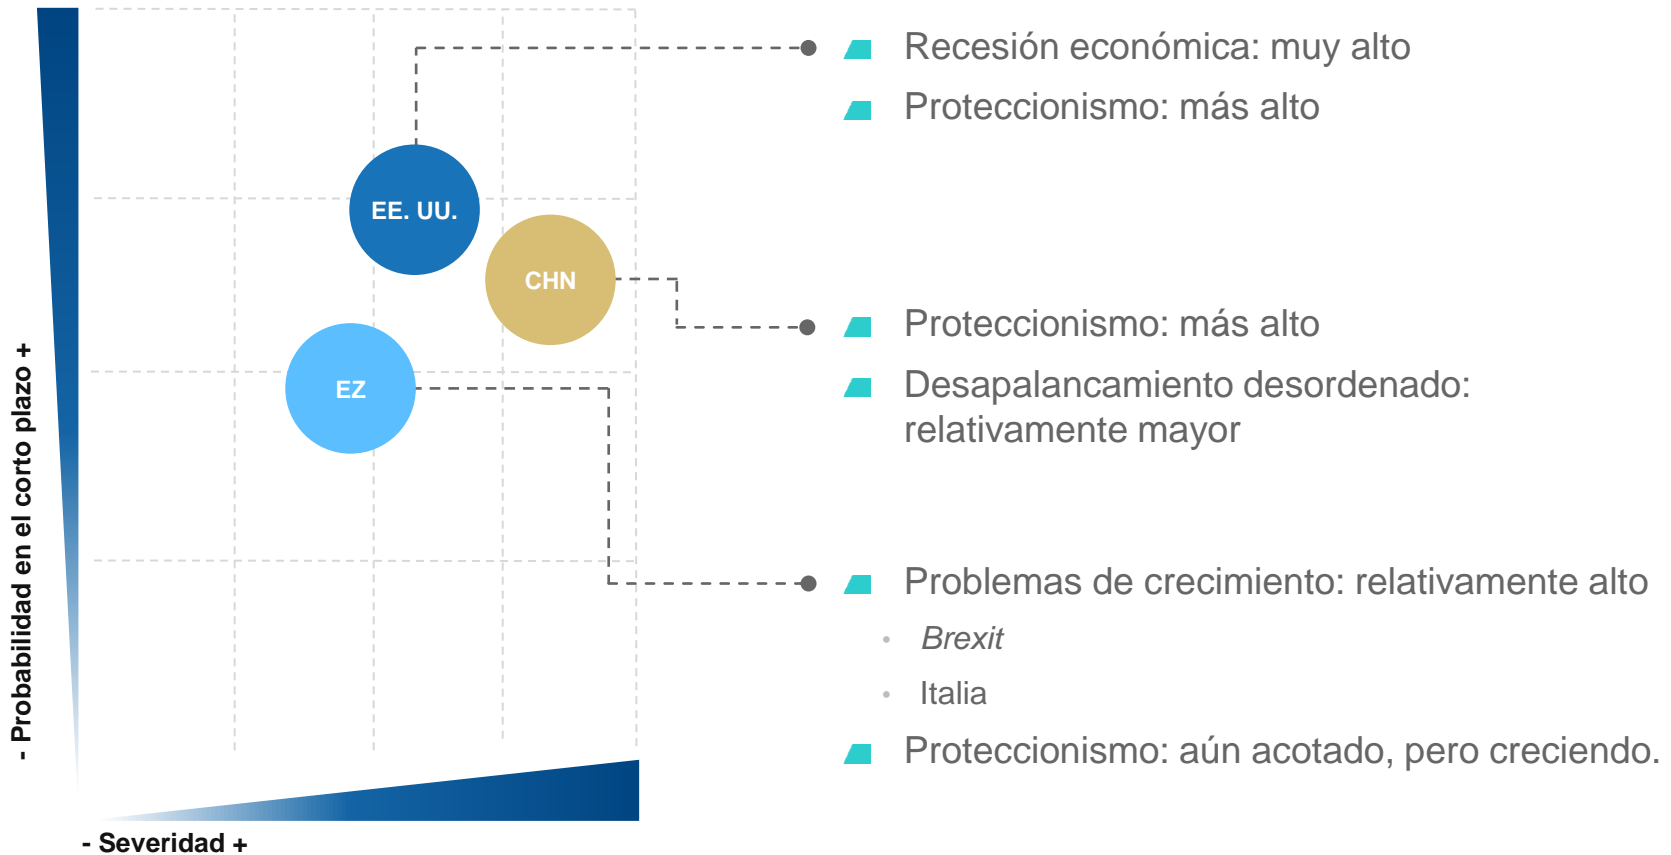 Recesión económica: muy alto
Proteccionismo: más alto
EE. UU.
CHN
Proteccionismo: más alto
Desapalancamiento desordenado:
relativamente mayor
EZ
Problemas de crecimiento: relativamente alto
• Brexit
• Italia
Proteccionismo: aún acotado, pero creciendo.
- Probabilidad en el corto plazo +
- Severidad +